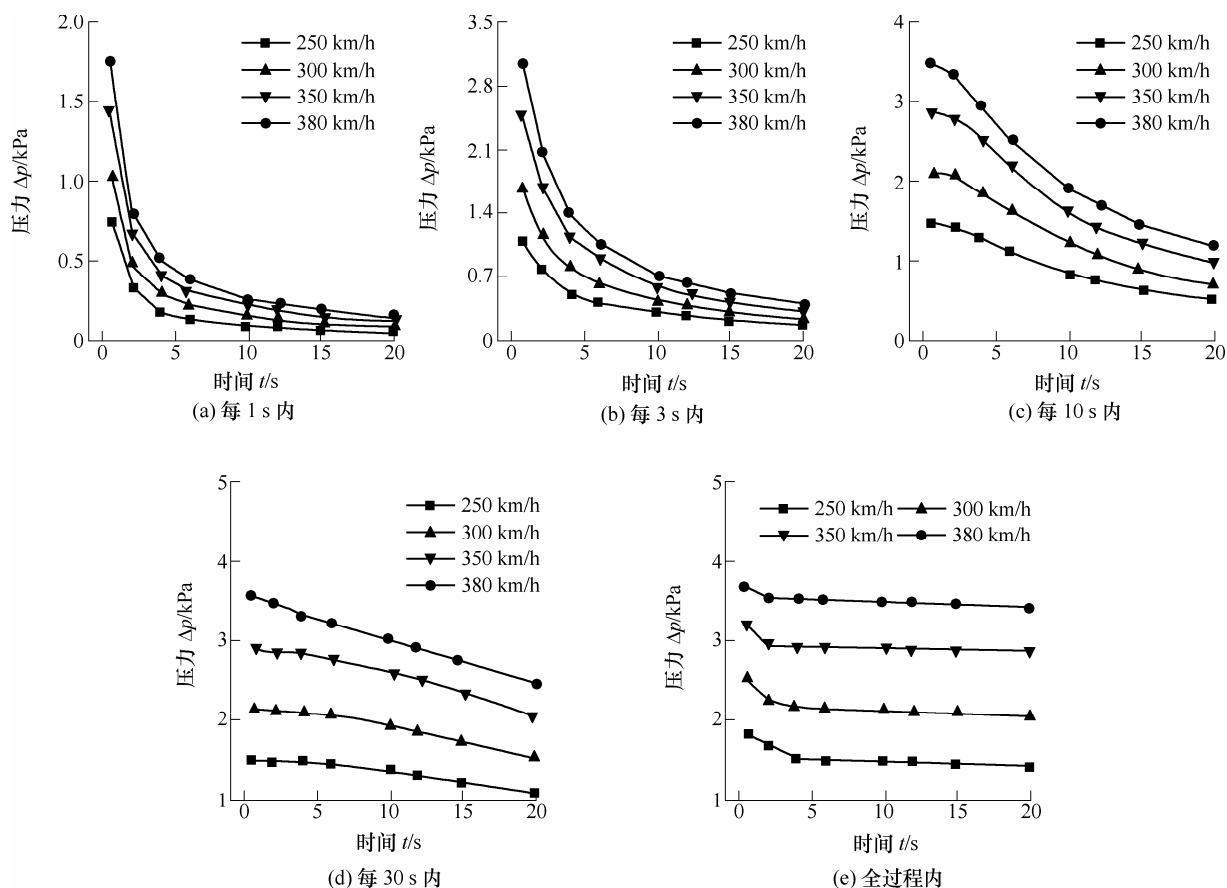 2.0
1.5
1.0
0.5
0
压力 Δp/kPa
250 km/h
300 km/h
350 km/h
380 km/h
0 5 10 15 20
时间 t/s
(a) 每 1 s 内
3.5
2.8
2.1
1.4
0.7
0
压力 Δp/kPa
250 km/h
300 km/h
350 km/h
380 km/h
0 5 10 15 20
时间 t/s
(b) 每 3 s 内
4
3
2
1
0
压力 Δp/kPa
250 km/h
300 km/h
350 km/h
380 km/h
0 5 10 15 20
时间 t/s
(c) 每 10 s 内
5
4
3
2
1
压力 Δp/kPa
250 km/h
300 km/h
350 km/h
380 km/h
0 5 10 15 20
时间 t/s
(d) 每 30 s 内
5
4
3
2
1
压力 Δp/kPa
250 km/h 300 km/h
350 km/h 380 km/h
0 5 10 15 20
时间 t/s
(e) 全过程内